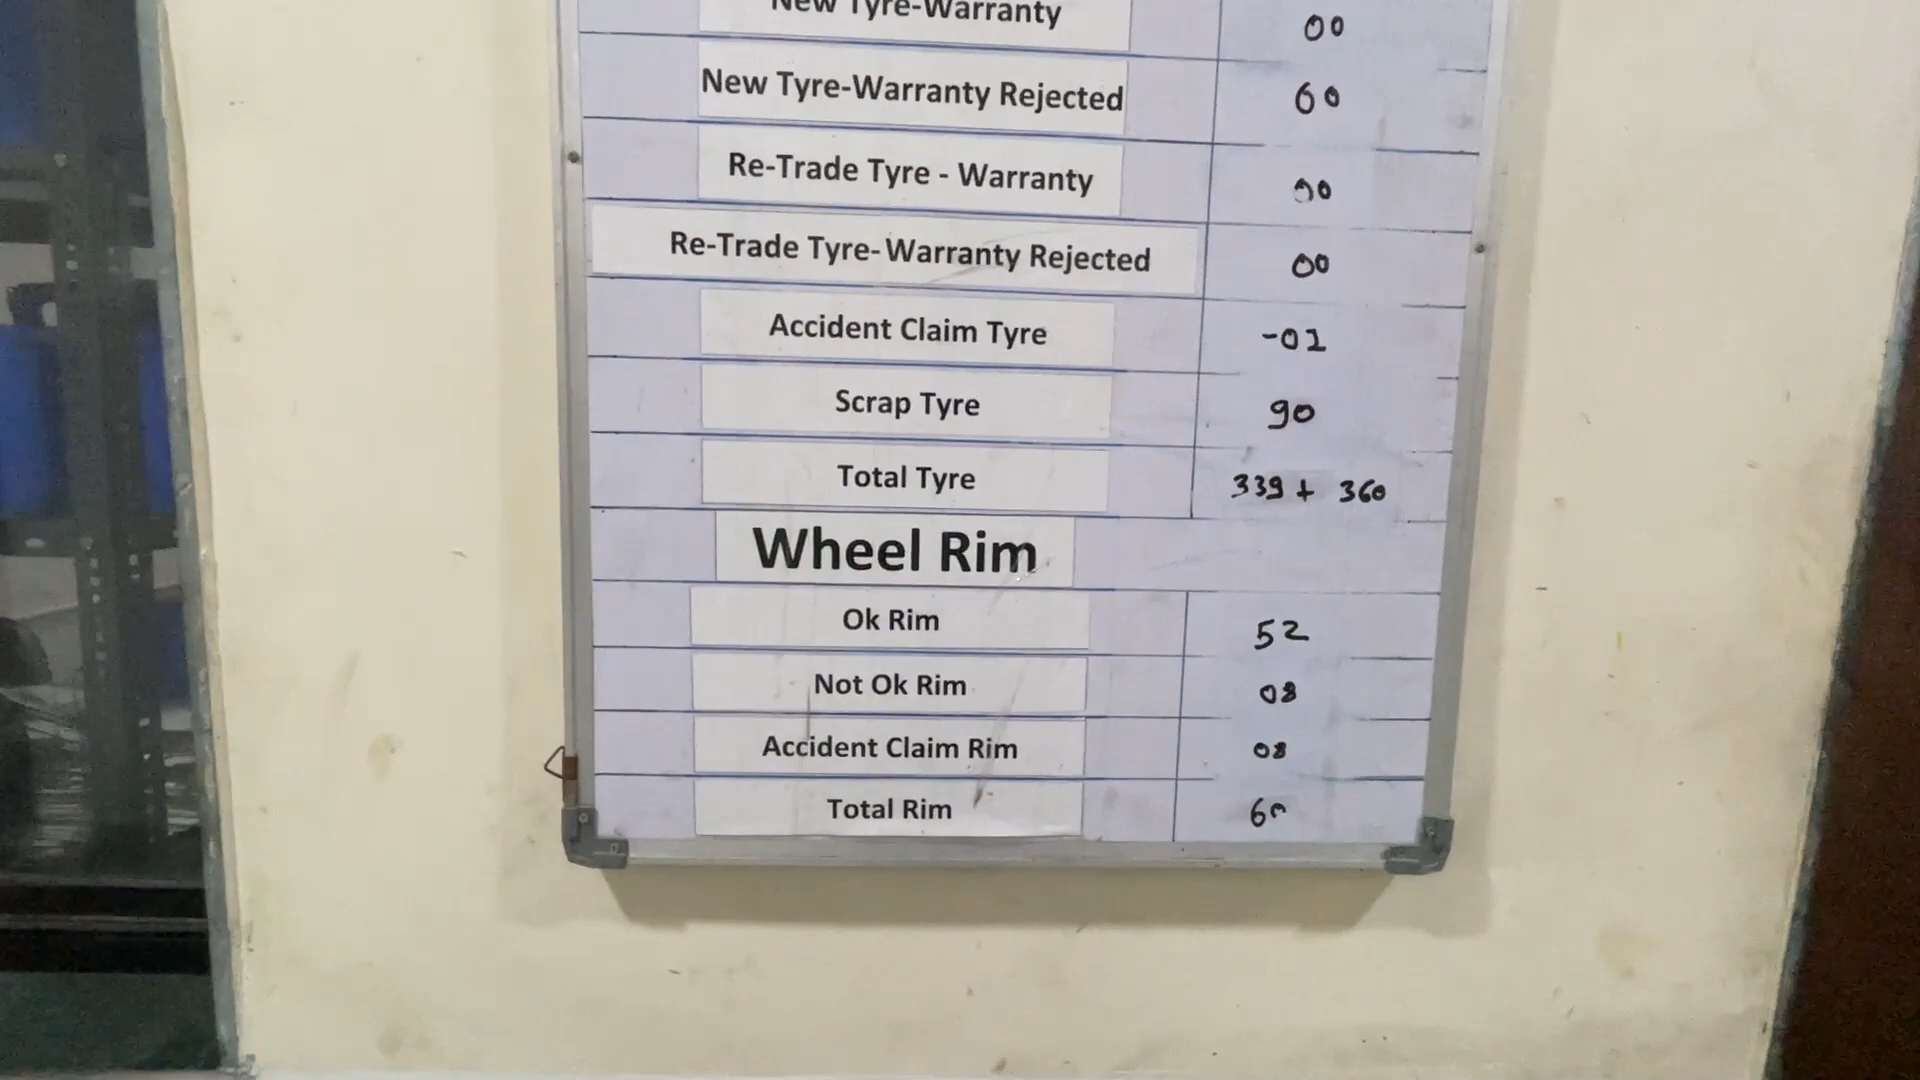 New Tyre-Warranty 00
New Tyre-Warranty Rejected 60
Re-Trade Tyre - Warranty
Re-Trade Tyre-Warranty Rejected 00
Accident Claim Tyre -01
Scrap Tyre 90
Total Tyre 339 + 360
Wheel Rim
Ok Rim 52
Not Ok Rim 08
Accident Claim Rim 08
Total Rim